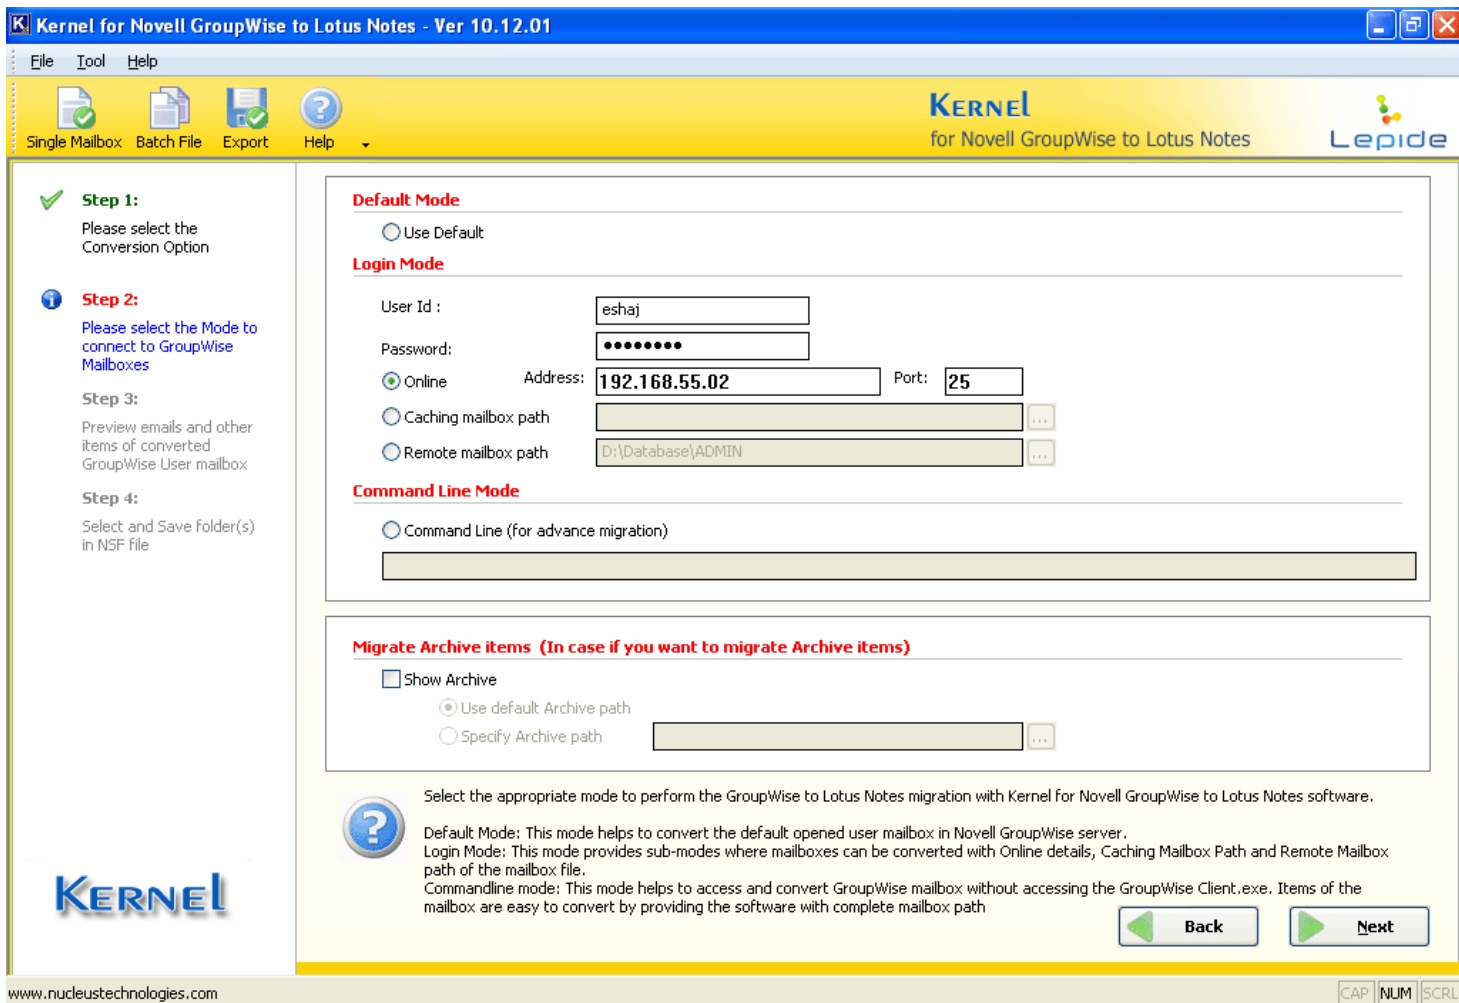 Kernel for Novell GroupWise to Lotus Notes - Ver 10.12.01
File Tool Help
Single Mailbox Batch File Export Help
KERNEL
for Novell GroupWise to Lotus Notes
Lepide
Step 1:
Please select the
Conversion Option
Step 2:
Please select the Mode to
connect to GroupWise
Mailboxes
Step 3:
Preview emails and other
items of converted
GroupWise User mailbox
Step 4:
Select and Save folder(s)
in NSF file
KERNEL
Default Mode
Use Default
Login Mode
User Id : eshaj
Password: ●●●●●●●●
Online Address: 192.168.55.02 Port: 25
Caching mailbox path ...
Remote mailbox path D:\Database\ADMIN ...
Command Line Mode
Command Line (for advance migration)
Migrate Archive items (In case if you want to migrate Archive items)
Show Archive
Use default Archive path
Specify Archive path ...
Select the appropriate mode to perform the GroupWise to Lotus Notes migration with Kernel for Novell GroupWise to Lotus Notes software.
Default Mode: This mode helps to convert the default opened user mailbox in Novell GroupWise server.
Login Mode: This mode provides sub-modes where mailboxes can be converted with Online details, Caching Mailbox Path and Remote Mailbox
path of the mailbox file.
Commandline mode: This mode helps to access and convert GroupWise mailbox without accessing the GroupWise Client.exe. Items of the
mailbox are easy to convert by providing the software with complete mailbox path
Back Next
www.nucleustechnologies.com CAP NUM SCRL